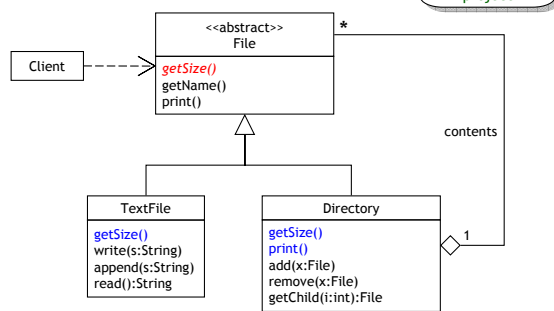 <<abstract>>
File
*
Client
getSize()
getName()
print()
contents
TextFile
getSize()
write(s:String)
append(s:String)
read():String
Directory
getSize()
print()
add(x:File)
remove(x:File)
getChild(i:int):File
1